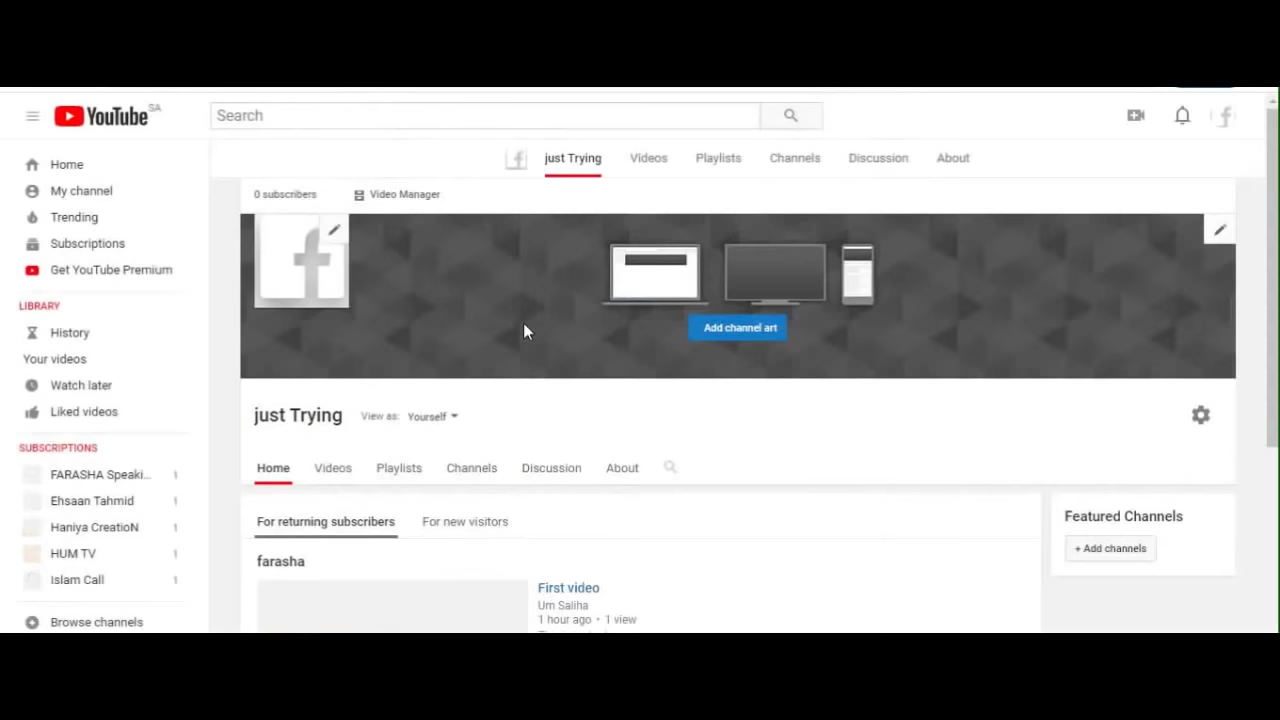 YouTube SA
Search
just Trying Videos Playlists Channels Discussion About
Home
My channel
Trending
Subscriptions
Get YouTube Premium
LIBRARY
History
Your videos
Watch later
Liked videos
SUBSCRIPTIONS
FARASHA Speaki... 1
Ehsaan Tahmid 1
Haniya CreatioN 1
HUM TV 1
Islam Call 1
Browse channels
0 subscribers Video Manager
Add channel art
just Trying View as: Yourself
Home Videos Playlists Channels Discussion About
For returning subscribers For new visitors
farasha
First video
Um Saliha
1 hour ago • 1 view
Featured Channels
+ Add channels